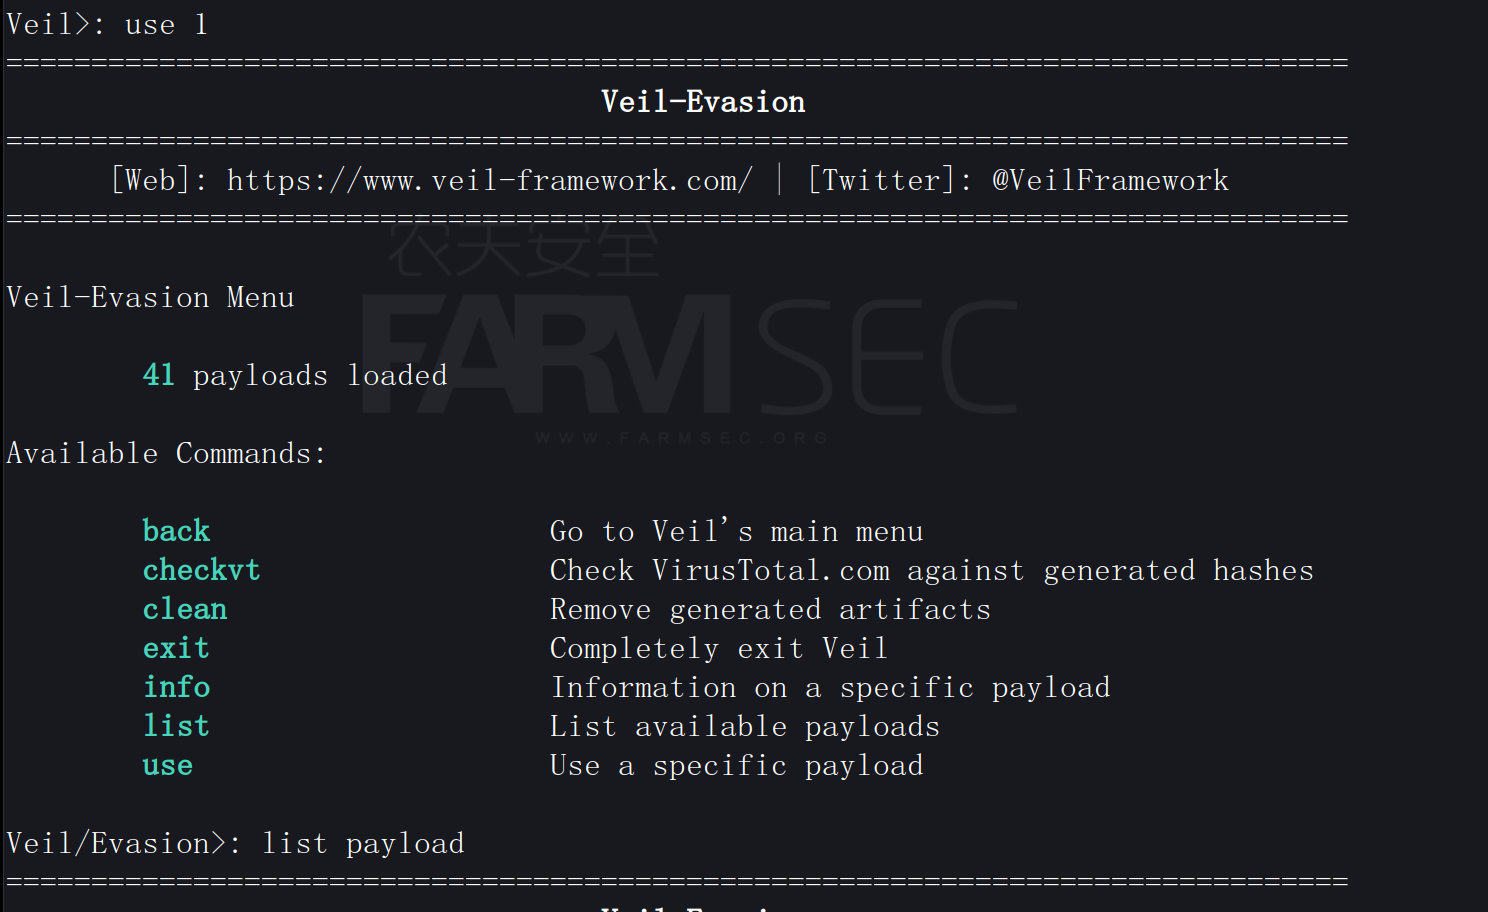 Veil>: use 1
===============================================================================
Veil-Evasion
===============================================================================
[Web]: https://www.veil-framework.com/ | [Twitter]: @VeilFramework
===============================================================================
农夫安全
FARMSEC
WWW.FARMSEC.ORG
Veil-Evasion Menu
41 payloads loaded
Available Commands:
back Go to Veil's main menu
checkvt Check VirusTotal.com against generated hashes
clean Remove generated artifacts
exit Completely exit Veil
info Information on a specific payload
list List available payloads
use Use a specific payload
Veil/Evasion>: list payload
===============================================================================
Veil-Evasion